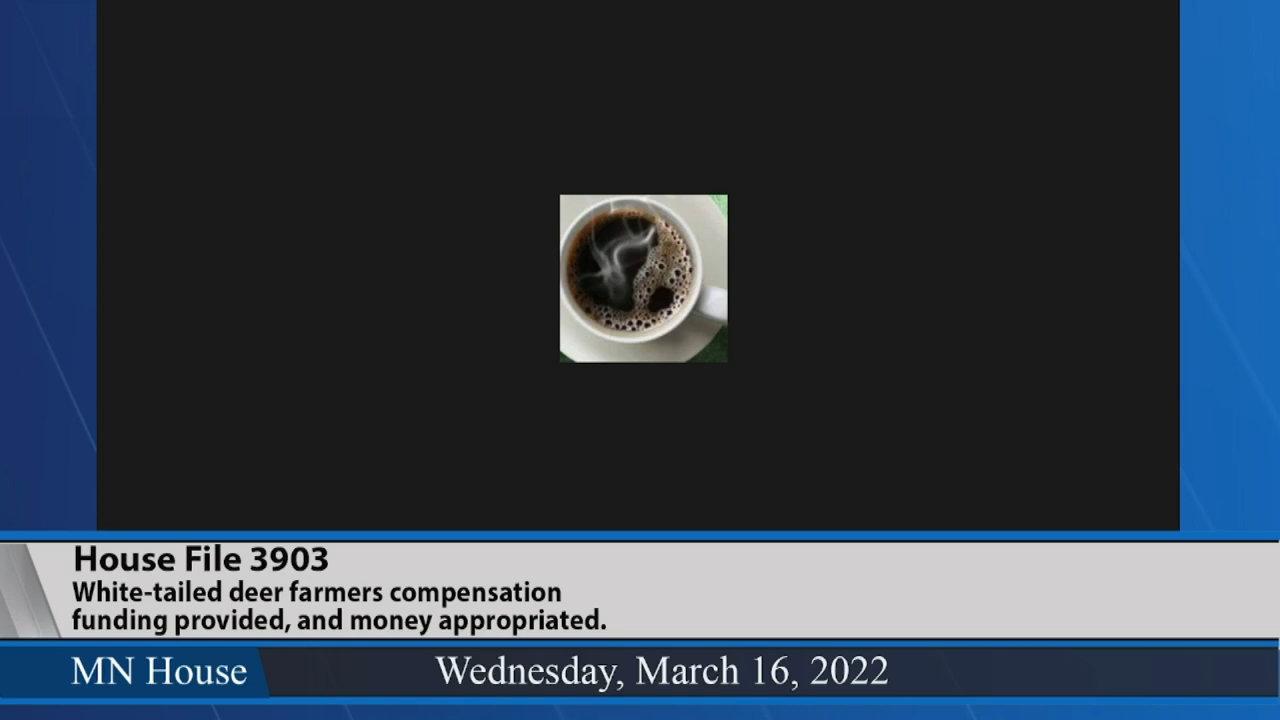 House File 3903
White-tailed deer farmers compensation
funding provided, and money appropriated.
MN House
Wednesday, March 16, 2022